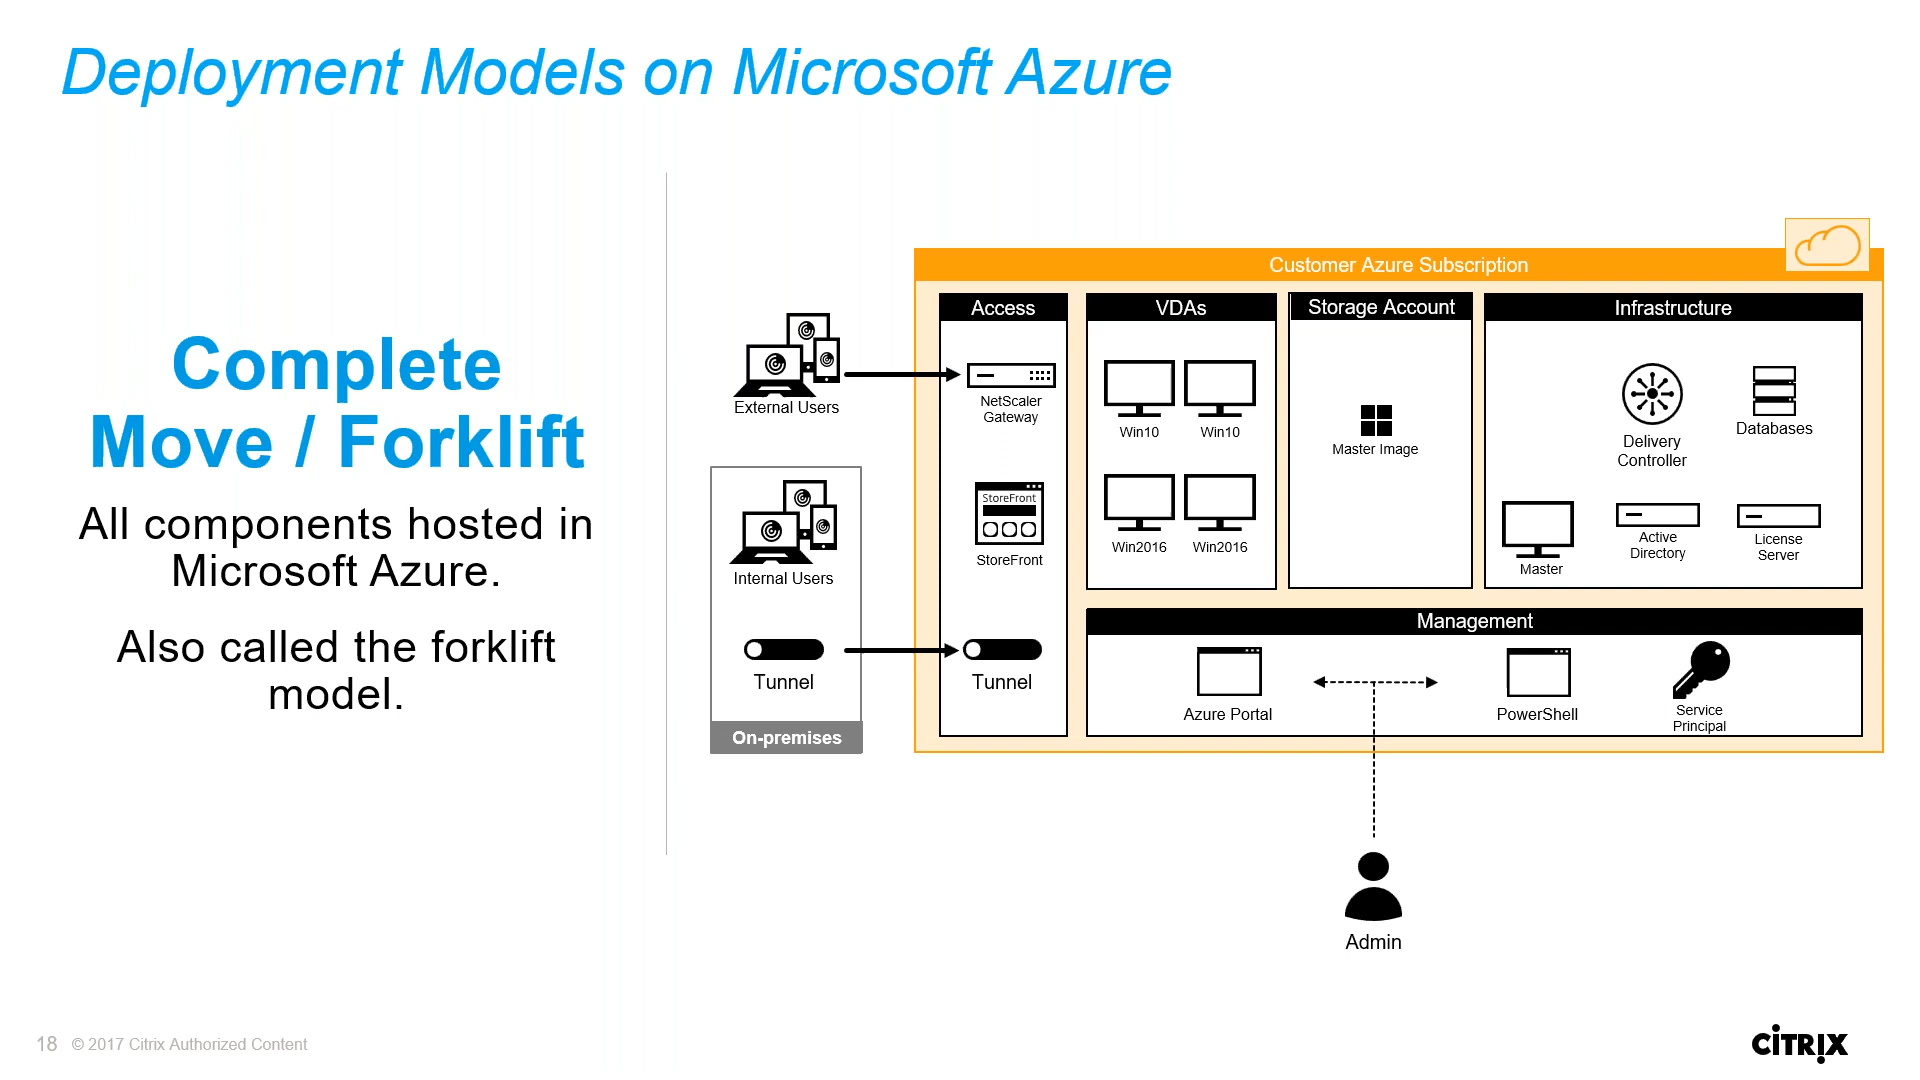 Deployment Models on Microsoft Azure
Complete
Move / Forklift
All components hosted in
Microsoft Azure.
Also called the forklift
model.
External Users
Internal Users
Tunnel
On-premises
Customer Azure Subscription
Access
NetScaler
Gateway
StoreFront
StoreFront
Tunnel
VDAs
Win10
Win10
Win2016
Win2016
Storage Account
Master Image
Infrastructure
Delivery
Controller
Databases
Master
Active
Directory
License
Server
Management
Azure Portal
PowerShell
Service
Principal
Admin
18 © 2017 Citrix Authorized Content
CITRIX